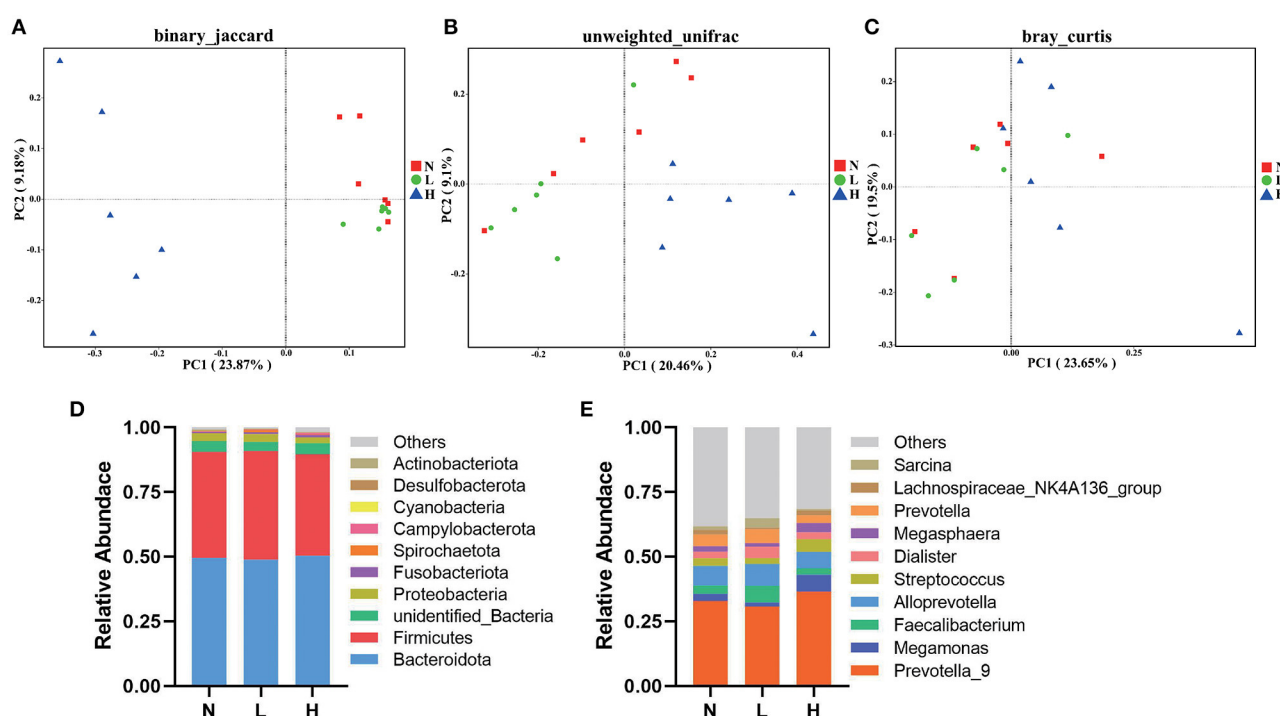 A
binary_jaccard
0.2
0.1
0.0
-0.1
-0.2
PC2 ( 9.18% )
-0.3
-0.2
-0.1
0.0
0.1
PC1 ( 23.87% )
N
L
H
B
unweighted_unifrac
0.2
0.0
-0.2
PC2 ( 9.1% )
-0.2
0.0
0.2
0.4
PC1 ( 20.46% )
N
L
H
C
bray_curtis
0.2
0.1
0.0
-0.1
-0.2
-0.3
PC2 ( 19.5% )
0.00
0.25
PC1 ( 23.65% )
N
D
Relative Abundace
1.00
0.75
0.50
0.25
0.00
N L H
Others
Actinobacteriota
Desulfobacterota
Cyanobacteria
Campylobacterota
Spirochaetota
Fusobacteriota
Proteobacteria
unidentified_Bacteria
Firmicutes
Bacteroidota
E
Relative Abundace
1.00
0.75
0.50
0.25
0.00
N L H
Others
Sarcina
Lachnospiraceae_NK4A136_group
Prevotella
Megasphaera
Dialister
Streptococcus
Alloprevotella
Faecalibacterium
Megamonas
Prevotella_9